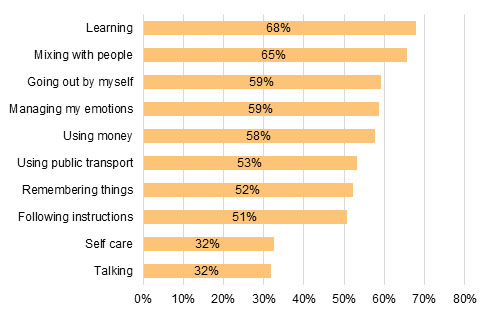 Learning 68%
Mixing with people 65%
Going out by myself 59%
Managing my emotions 59%
Using money 58%
Using public transport 53%
Remembering things 52%
Following instructions 51%
Self care 32%
Talking 32%
0% 10% 20% 30% 40% 50% 60% 70% 80%